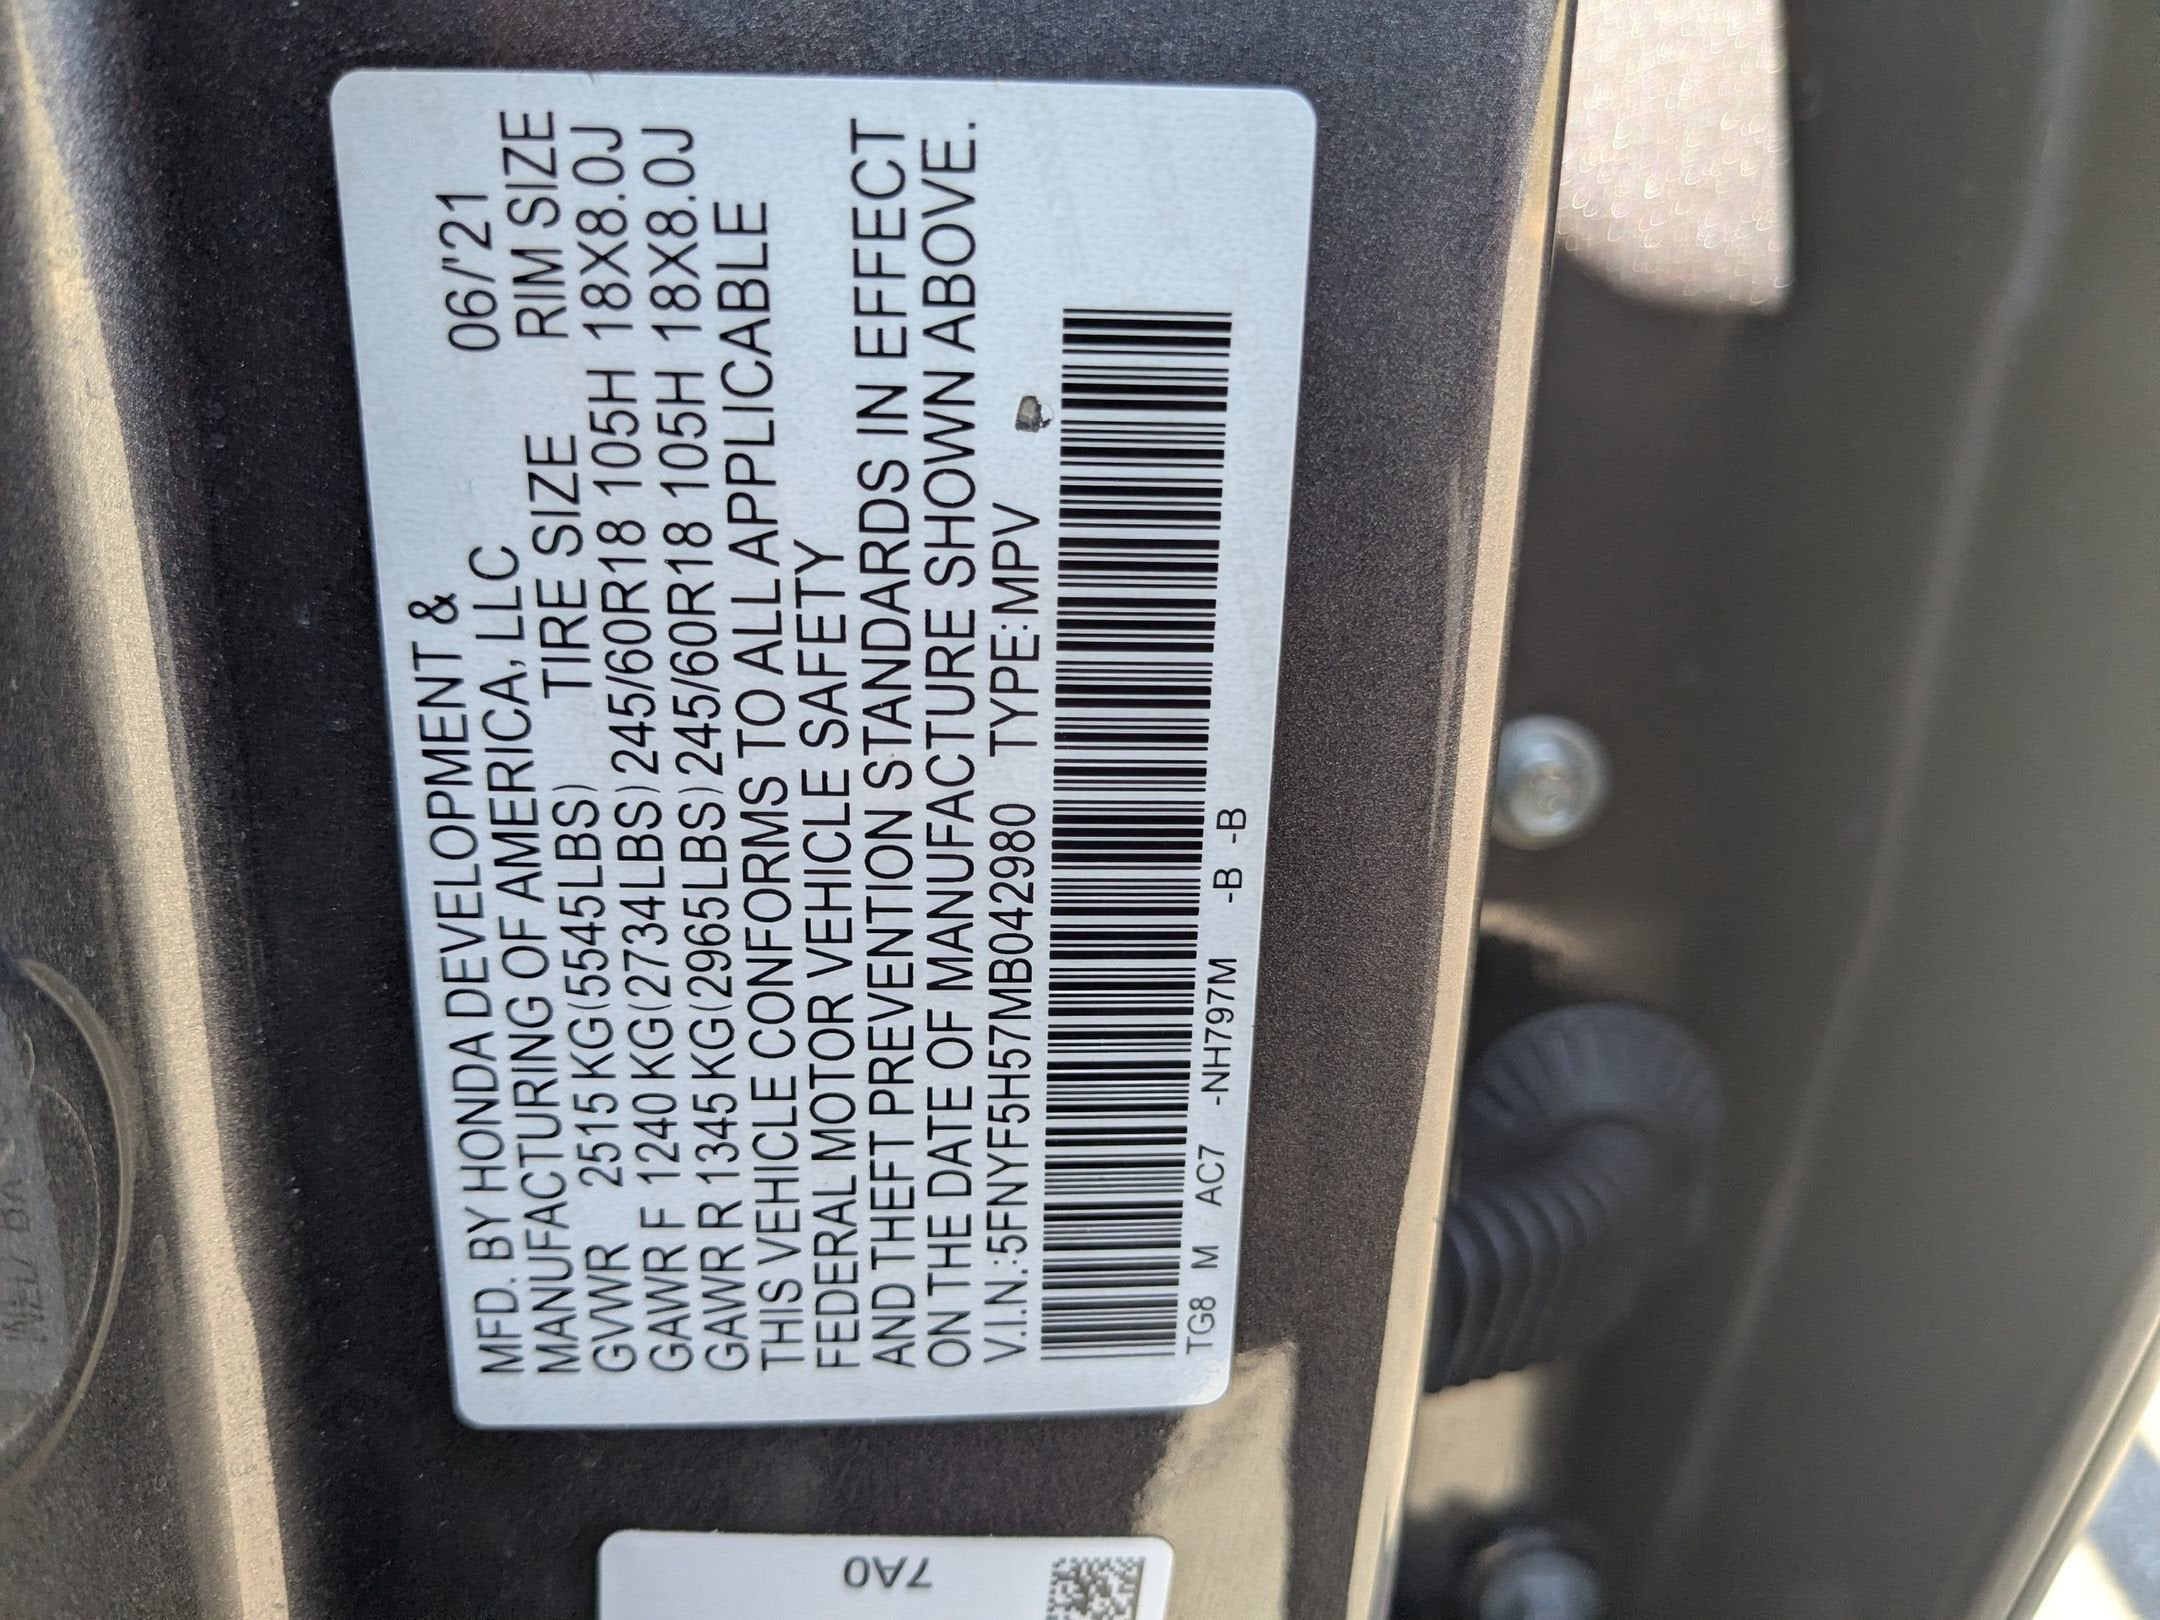 MFD. BY HONDA DEVELOPMENT &
MANUFACTURING OF AMERICA, LLC 06/'21
GVWR 2515 KG(5545LBS) TIRE SIZE RIM SIZE
GAWR F 1240 KG(2734LBS) 245/60R18 105H 18X8.0J
GAWR R 1345 KG(2965LBS) 245/60R18 105H 18X8.0J
THIS VEHICLE CONFORMS TO ALL APPLICABLE
FEDERAL MOTOR VEHICLE SAFETY
AND THEFT PREVENTION STANDARDS IN EFFECT
ON THE DATE OF MANUFACTURE SHOWN ABOVE.
V.I.N.:5FNYF5H57MB042980 TYPE:MPV
TG8 M AC7 -NH797M -B -B
7A0